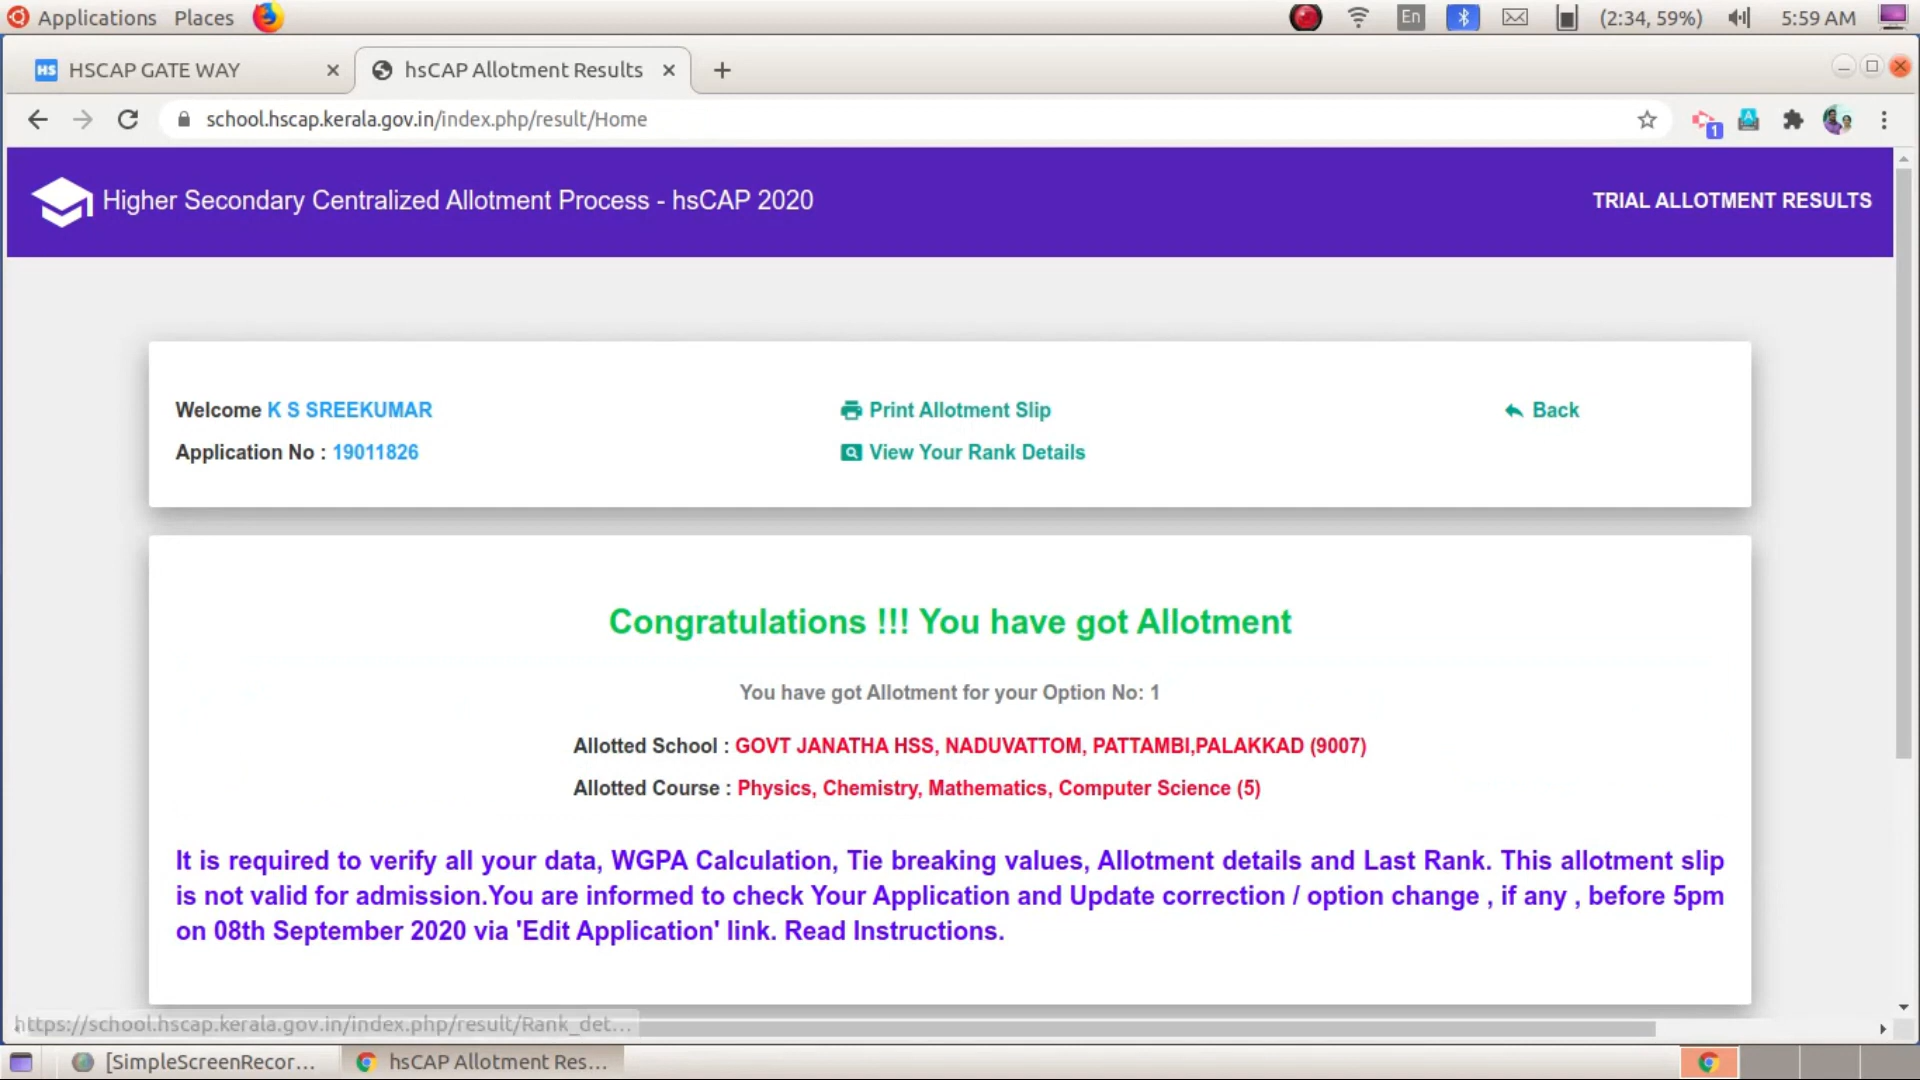 Applications Places En (2:34, 59%) 5:59 AM
HS HSCAP GATE WAY hsCAP Allotment Results
school.hscap.kerala.gov.in/index.php/result/Home 1
Higher Secondary Centralized Allotment Process - hsCAP 2020 TRIAL ALLOTMENT RESULTS
Welcome K S SREEKUMAR Print Allotment Slip Back
Application No : 19011826 View Your Rank Details
Congratulations !!! You have got Allotment
You have got Allotment for your Option No: 1
Allotted School : GOVT JANATHA HSS, NADUVATTOM, PATTAMBI,PALAKKAD (9007)
Allotted Course : Physics, Chemistry, Mathematics, Computer Science (5)
It is required to verify all your data, WGPA Calculation, Tie breaking values, Allotment details and Last Rank. This allotment slip
is not valid for admission.You are informed to check Your Application and Update correction / option change , if any , before 5pm
on 08th September 2020 via 'Edit Application' link. Read Instructions.
https://school.hscap.kerala.gov.in/index.php/result/Rank_det...
[SimpleScreenRecor... hsCAP Allotment Res...